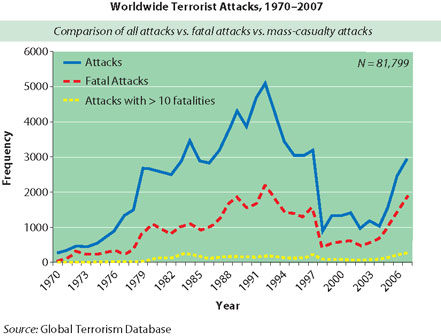 Worldwide Terrorist Attacks, 1970–2007
Comparison of all attacks vs. fatal attacks vs. mass-casualty attacks
6000
5000
4000
3000
2000
1000
0
Frequency
Attacks
Fatal Attacks
Attacks with > 10 fatalities
N = 81,799
1970
1973
1976
1979
1982
1985
1988
1991
1994
1997
2000
2003
2006
Year
Source: Global Terrorism Database